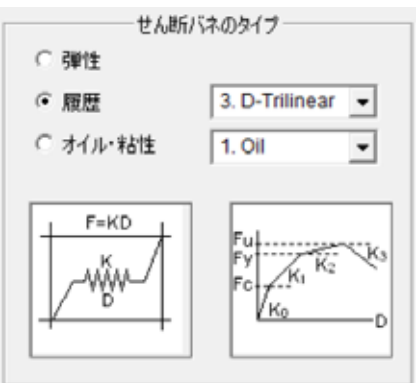 せん断バネのタイプ
弾性
履歴
3. D-Trilinear
オイル・粘性
1. Oil
F=KD
K
D
Fu
Fy
Fc
K0
K1
K2
K3
D